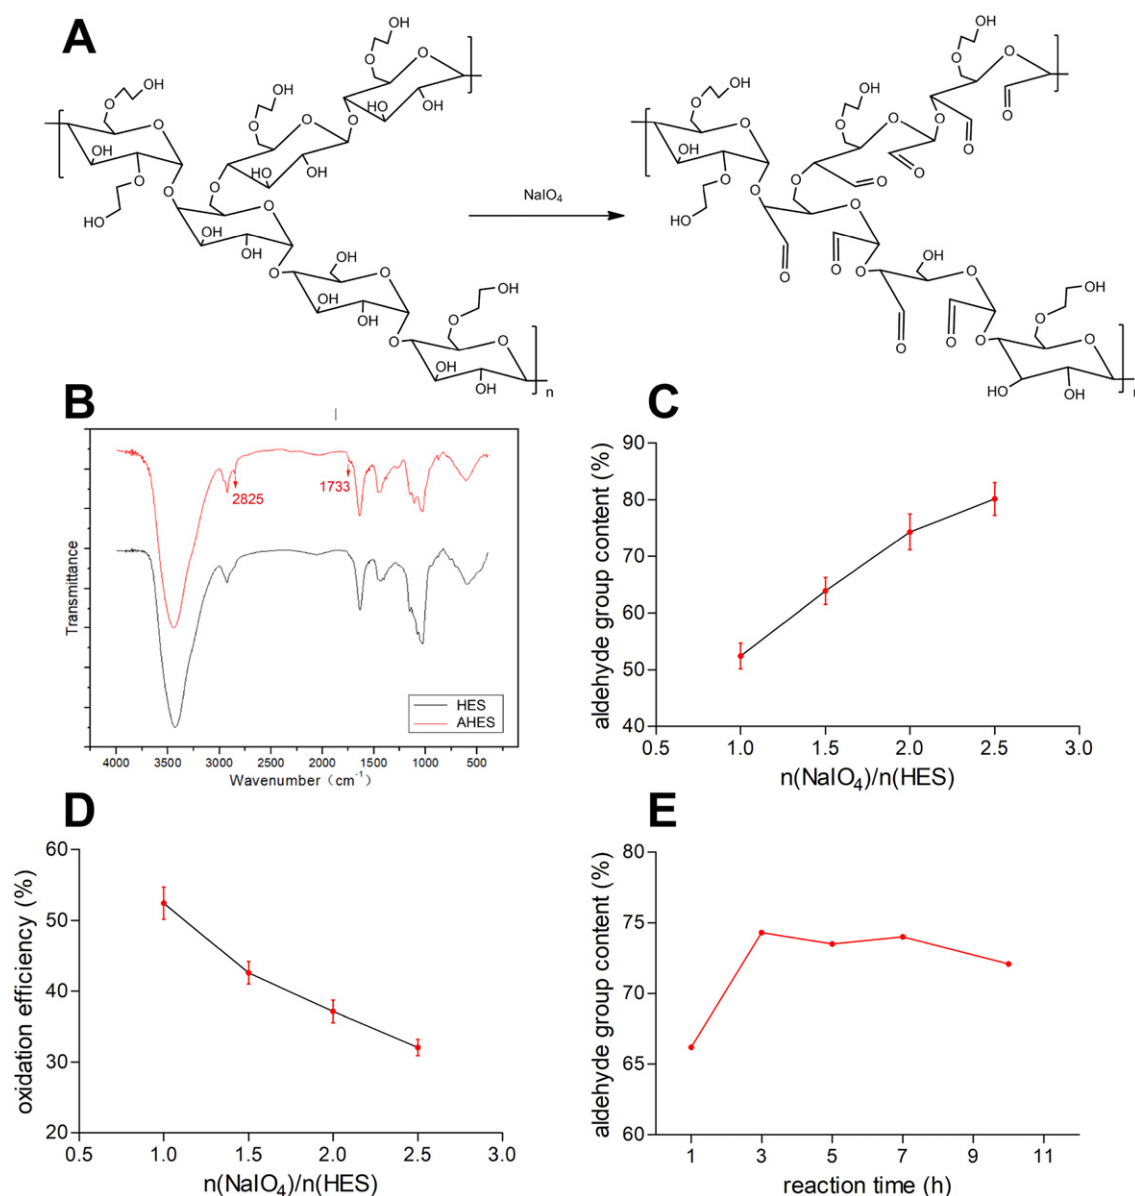 A
OH
OH
O
O
O
OH
OH
OH
O
O
HO
OH
O
O
HO
OH
OH
O
O
O
HO
O
HO
O
O
OH
OH
OH
O
OH
O
OH
OH
O
OH
O
O
OH
OH
n
NaIO₄
OH
OH
O
O
O
O
O
OH
O
O
O
O
O
OH
O
O
HO
O
HO
O
O
O
O
O
O
HO
O
O
O
O
OH
O
O
HO
OH
n
B
Transmittance
2825
1733
HES
AHES
4000 3500 3000 2500 2000 1500 1000 500
Wavenumber (cm⁻¹)
C
aldehyde group content (%)
90
80
70
60
50
40
0.5 1.0 1.5 2.0 2.5 3.0
n(NaIO₄)/n(HES)
D
oxidation efficiency (%)
60
50
40
30
20
0.5 1.0 1.5 2.0 2.5 3.0
n(NaIO₄)/n(HES)
E
aldehyde group content (%)
80
75
70
65
60
1 3 5 7 9 11
reaction time (h)